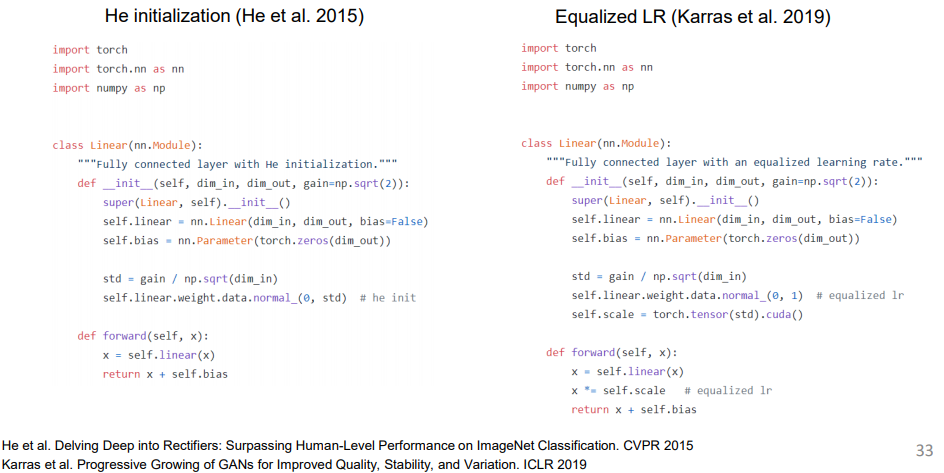 He initialization (He et al. 2015)
import torch
import torch.nn as nn
import numpy as np
class Linear(nn.Module):
"""Fully connected layer with He initialization."""
def __init__(self, dim_in, dim_out, gain=np.sqrt(2)):
super(Linear, self).__init__()
self.linear = nn.Linear(dim_in, dim_out, bias=False)
self.bias = nn.Parameter(torch.zeros(dim_out))
std = gain / np.sqrt(dim_in)
self.linear.weight.data.normal_(0, std)  # he init
def forward(self, x):
x = self.linear(x)
return x + self.bias
Equalized LR (Karras et al. 2019)
import torch
import torch.nn as nn
import numpy as np
class Linear(nn.Module):
"""Fully connected layer with an equalized learning rate."""
def __init__(self, dim_in, dim_out, gain=np.sqrt(2)):
super(Linear, self).__init__()
self.linear = nn.Linear(dim_in, dim_out, bias=False)
self.bias = nn.Parameter(torch.zeros(dim_out))
std = gain / np.sqrt(dim_in)
self.linear.weight.data.normal_(0, 1)  # equalized lr
self.scale = torch.tensor(std).cuda()
def forward(self, x):
x = self.linear(x)
x *= self.scale   # equalized lr
return x + self.bias
He et al. Delving Deep into Rectifiers: Surpassing Human-Level Performance on ImageNet Classification. CVPR 2015
Karras et al. Progressive Growing of GANs for Improved Quality, Stability, and Variation. ICLR 2019
33